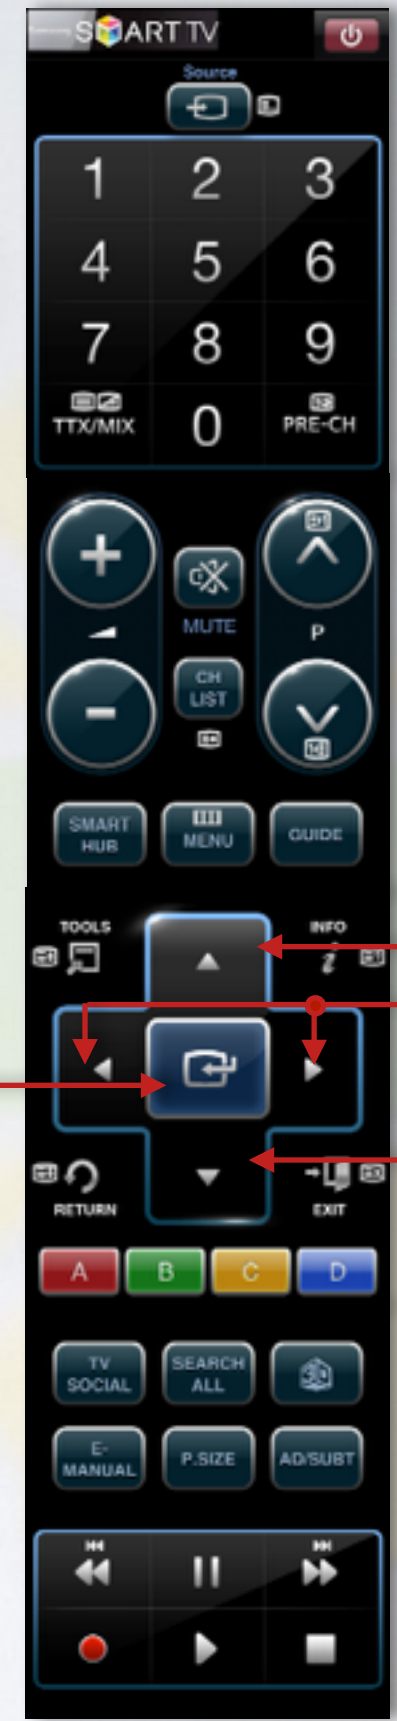 SMART TV
Source
1 2 3
4 5 6
7 8 9
TTX/MIX 0 PRE-CH
MUTE
P
CH
LIST
SMART
HUB
MENU
GUIDE
TOOLS
INFO
i
RETURN
EXIT
A B C D
TV
SOCIAL
SEARCH
ALL
3D
E-
MANUAL
P.SIZE
AD/SUBT